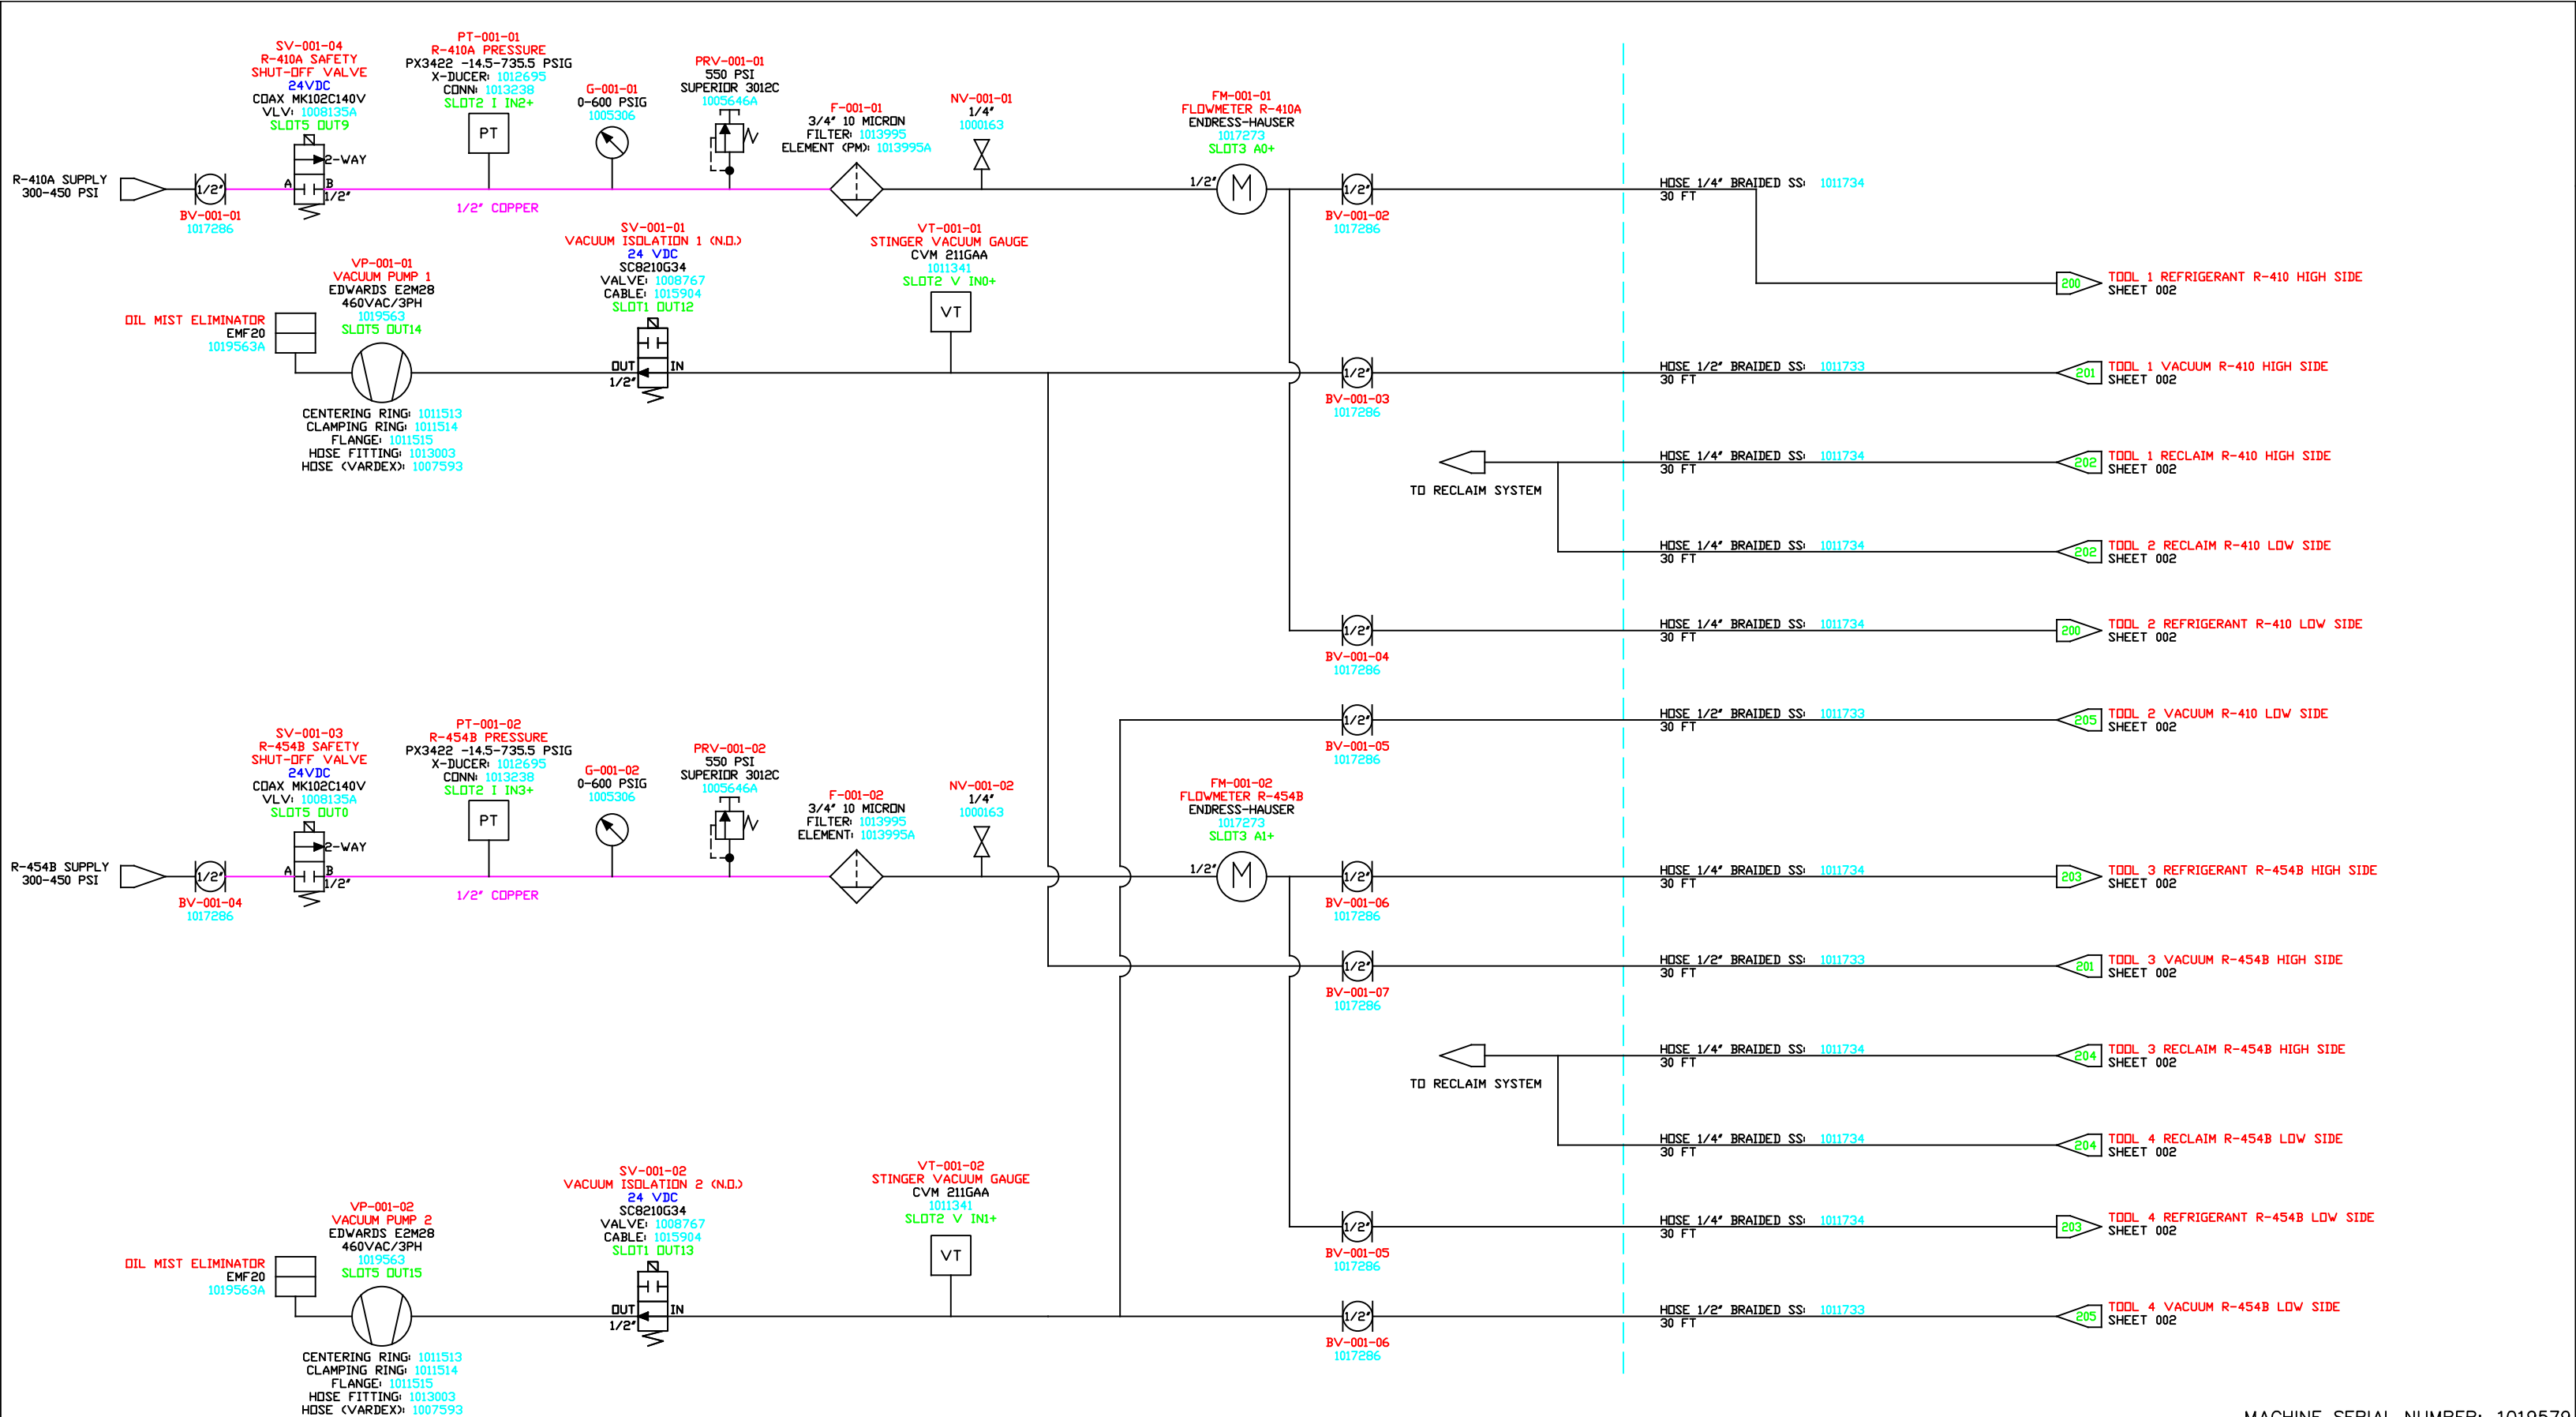 SV-001-04
R-410A SAFETY
SHUT-OFF VALVE
24VDC
COAX MK102C140V
VLV: 1008135A
SLOT5 OUT9
2-WAY
A
B
1/2"
PT-001-01
R-410A PRESSURE
PX3422 -14.5-735.5 PSIG
X-DUCER: 1012695
CONN: 1013238
SLOT2 I IN2+
PT
G-001-01
0-600 PSIG
1005306
PRV-001-01
550 PSI
SUPERIOR 3012C
1005646A
F-001-01
3/4" 10 MICRON
FILTER: 1013995
ELEMENT (PM): 1013995A
NV-001-01
1/4"
1000163
FM-001-01
FLOWMETER R-410A
ENDRESS-HAUSER
1017273
SLOT3 A0+
1/2"
M
R-410A SUPPLY
300-450 PSI
1/2"
BV-001-01
1017286
1/2" COPPER
1/2"
BV-001-02
1017286
HOSE 1/4" BRAIDED SS: 1011734
30 FT
200
TOOL 1 REFRIGERANT R-410 HIGH SIDE
SHEET 002
VP-001-01
VACUUM PUMP 1
EDWARDS E2M28
460VAC/3PH
1019563
SLOT5 OUT14
OIL MIST ELIMINATOR
EMF20
1019563A
CENTERING RING: 1011513
CLAMPING RING: 1011514
FLANGE: 1011515
HOSE FITTING: 1013003
HOSE (VARDEX): 1007593
SV-001-01
VACUUM ISOLATION 1 (N.O.)
24 VDC
SC8210G34
VALVE: 1008767
CABLE: 1015904
SLOT1 OUT12
OUT
IN
1/2"
VT-001-01
STINGER VACUUM GAUGE
CVM 211GAA
1011341
SLOT2 V IN0+
VT
1/2"
BV-001-03
1017286
HOSE 1/2" BRAIDED SS: 1011733
30 FT
201
TOOL 1 VACUUM R-410 HIGH SIDE
SHEET 002
TO RECLAIM SYSTEM
HOSE 1/4" BRAIDED SS: 1011734
30 FT
202
TOOL 1 RECLAIM R-410 HIGH SIDE
SHEET 002
HOSE 1/4" BRAIDED SS: 1011734
30 FT
202
TOOL 2 RECLAIM R-410 LOW SIDE
SHEET 002
1/2"
BV-001-04
1017286
HOSE 1/4" BRAIDED SS: 1011734
30 FT
200
TOOL 2 REFRIGERANT R-410 LOW SIDE
SHEET 002
1/2"
BV-001-05
1017286
HOSE 1/2" BRAIDED SS: 1011733
30 FT
205
TOOL 2 VACUUM R-410 LOW SIDE
SHEET 002
SV-001-03
R-454B SAFETY
SHUT-OFF VALVE
24VDC
COAX MK102C140V
VLV: 1008135A
SLOT5 OUT0
2-WAY
A
B
1/2"
PT-001-02
R-454B PRESSURE
PX3422 -14.5-735.5 PSIG
X-DUCER: 1012695
CONN: 1013238
SLOT2 I IN3+
PT
G-001-02
0-600 PSIG
1005306
PRV-001-02
550 PSI
SUPERIOR 3012C
1005646A
F-001-02
3/4" 10 MICRON
FILTER: 1013995
ELEMENT: 1013995A
NV-001-02
1/4"
1000163
FM-001-02
FLOWMETER R-454B
ENDRESS-HAUSER
1017273
SLOT3 A1+
1/2"
M
R-454B SUPPLY
300-450 PSI
1/2"
BV-001-04
1017286
1/2" COPPER
1/2"
BV-001-06
1017286
HOSE 1/4" BRAIDED SS: 1011734
30 FT
203
TOOL 3 REFRIGERANT R-454B HIGH SIDE
SHEET 002
1/2"
BV-001-07
1017286
HOSE 1/2" BRAIDED SS: 1011733
30 FT
201
TOOL 3 VACUUM R-454B HIGH SIDE
SHEET 002
TO RECLAIM SYSTEM
HOSE 1/4" BRAIDED SS: 1011734
30 FT
204
TOOL 3 RECLAIM R-454B HIGH SIDE
SHEET 002
HOSE 1/4" BRAIDED SS: 1011734
30 FT
204
TOOL 4 RECLAIM R-454B LOW SIDE
SHEET 002
1/2"
BV-001-05
1017286
HOSE 1/4" BRAIDED SS: 1011734
30 FT
203
TOOL 4 REFRIGERANT R-454B LOW SIDE
SHEET 002
VP-001-02
VACUUM PUMP 2
EDWARDS E2M28
460VAC/3PH
1019563
SLOT5 OUT15
OIL MIST ELIMINATOR
EMF20
1019563A
CENTERING RING: 1011513
CLAMPING RING: 1011514
FLANGE: 1011515
HOSE FITTING: 1013003
HOSE (VARDEX): 1007593
SV-001-02
VACUUM ISOLATION 2 (N.O.)
24 VDC
SC8210G34
VALVE: 1008767
CABLE: 1015904
SLOT1 OUT13
OUT
IN
1/2"
VT-001-02
STINGER VACUUM GAUGE
CVM 211GAA
1011341
SLOT2 V IN1+
VT
1/2"
BV-001-06
1017286
HOSE 1/2" BRAIDED SS: 1011733
30 FT
205
TOOL 4 VACUUM R-454B LOW SIDE
SHEET 002
MACHINE SERIAL NUMBER: 1019579